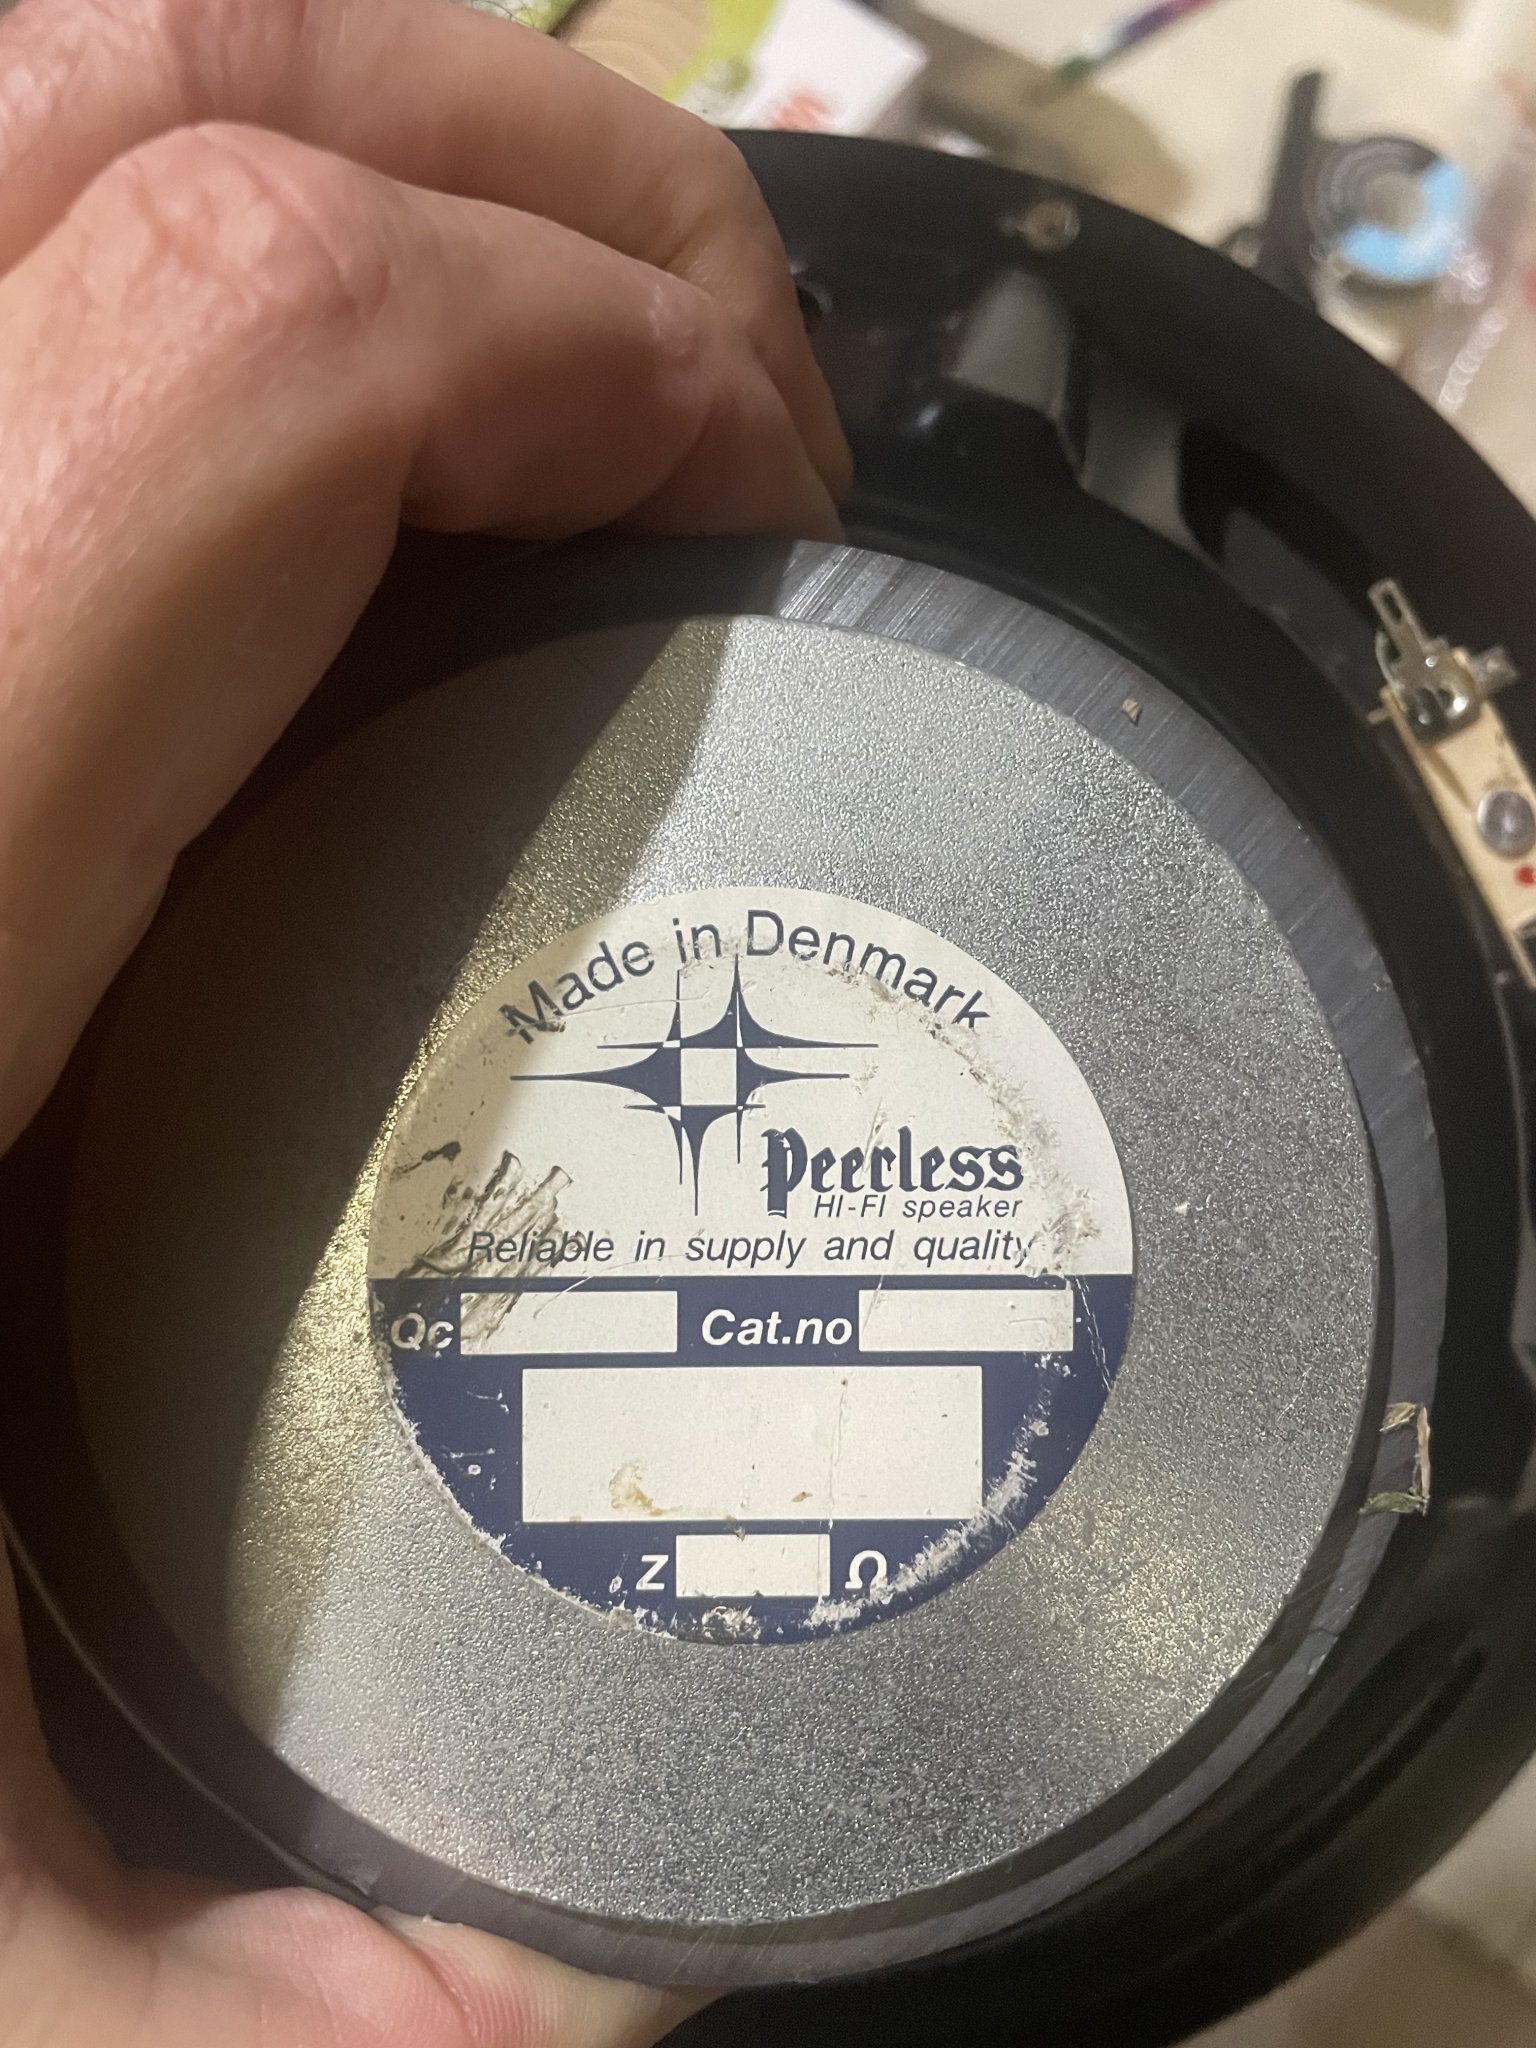 Made in Denmark
Peerless
HI-FI speaker
Reliable in supply and quality
Qc Cat.no
Z Ω